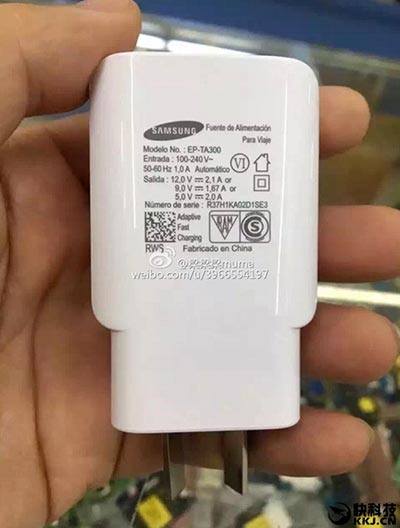 SAMSUNG
Fuente de Alimentación
Para Viaje
Modelo No. : EP-TA300
Entrada : 100-240 V~
50-60 Hz 1,0 A Automático
VI
Salida : 12,0 V⎓ 2,1 A or
9,0 V⎓ 1,67 A or
5,0 V⎓ 2,0 A
Número de serie : R37H1KA02D1SE3
Adaptive
Fast
Charging
RWS
Fabricado en China
weibo.com/u/3966554197
快科技
KKJ.CN